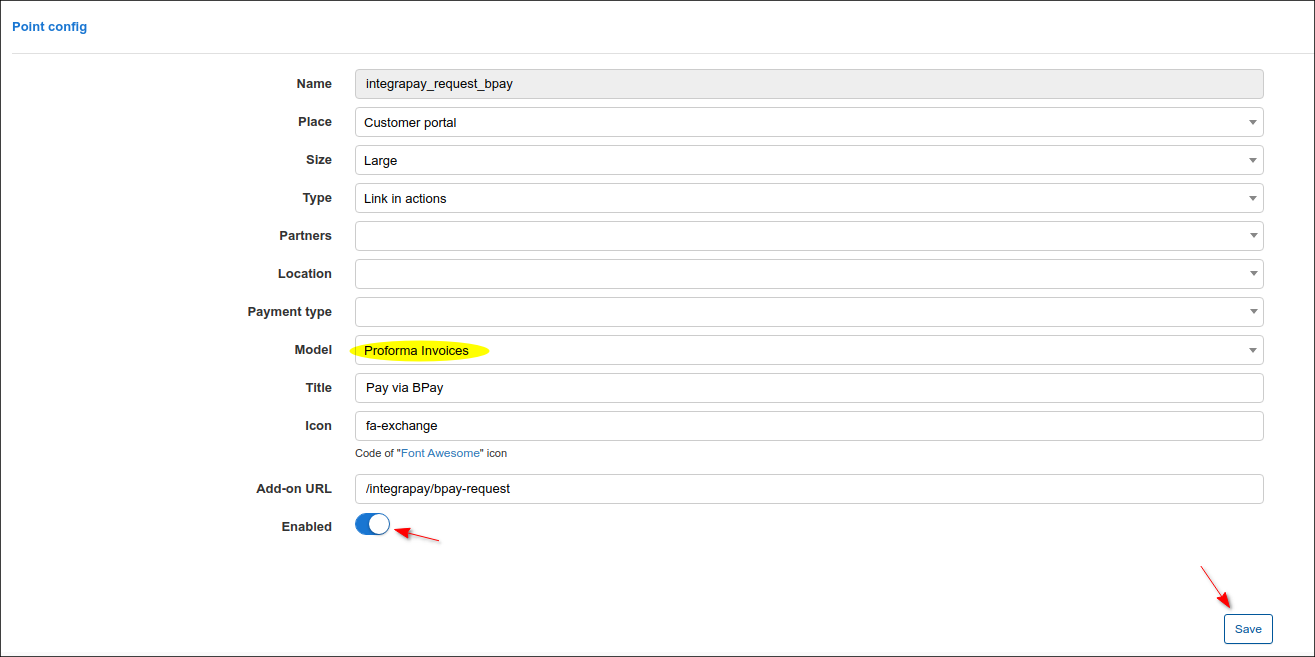 Point config
Name integrapay_request_bpay
Place Customer portal
Size Large
Type Link in actions
Partners
Location
Payment type
Model Proforma Invoices
Title Pay via BPay
Icon fa-exchange
Code of "Font Awesome" icon
Add-on URL /integrapay/bpay-request
Enabled
Save